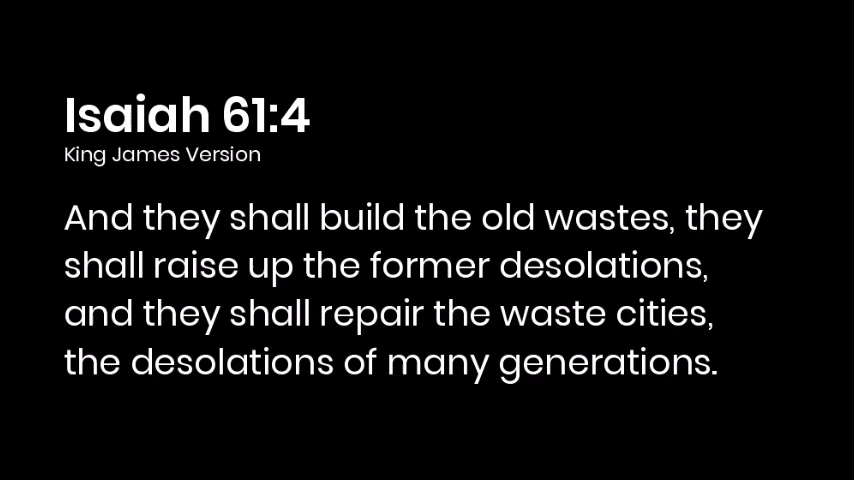 Isaiah 61:4
King James Version
And they shall build the old wastes, they
shall raise up the former desolations,
and they shall repair the waste cities,
the desolations of many generations.